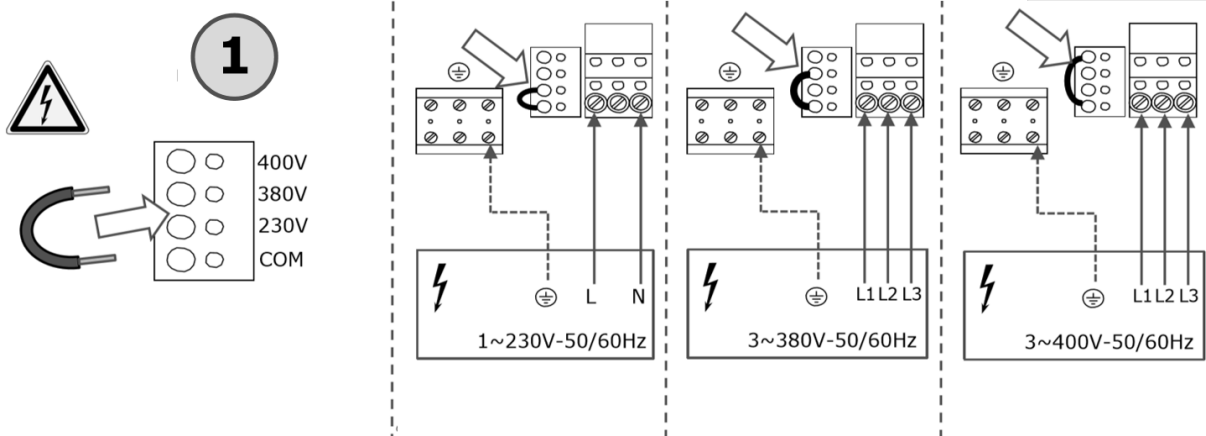 1
400V
380V
230V
COM
L N
1~230V-50/60Hz
L1 L2 L3
3~380V-50/60Hz
L1 L2 L3
3~400V-50/60Hz